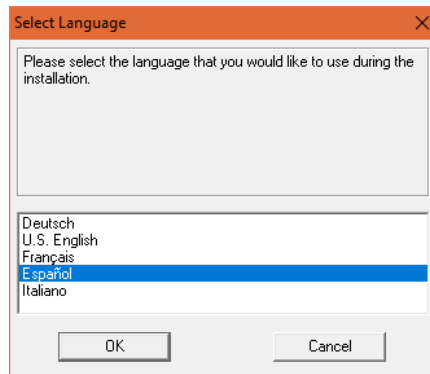 Select Language
Please select the language that you would like to use during the
installation.
Deutsch
U.S. English
Français
Español
Italiano
OK
Cancel